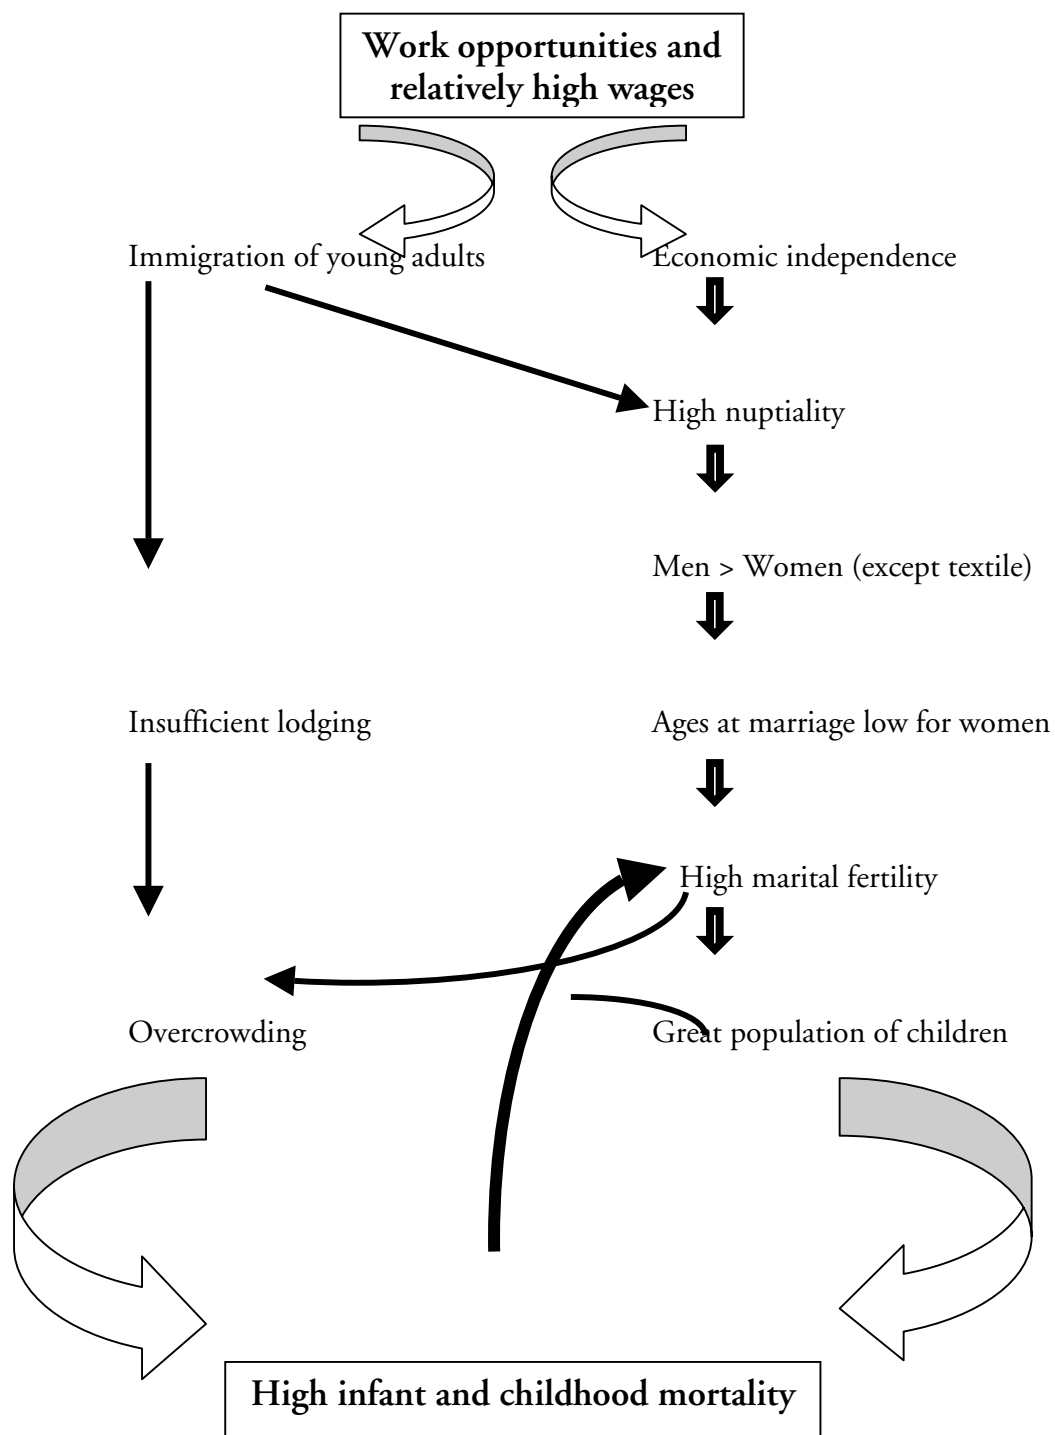 Work opportunities and
relatively high wages
Immigration of young adults
Economic independence
High nuptiality
Men > Women (except textile)
Insufficient lodging
Ages at marriage low for women
High marital fertility
Overcrowding
Great population of children
High infant and childhood mortality